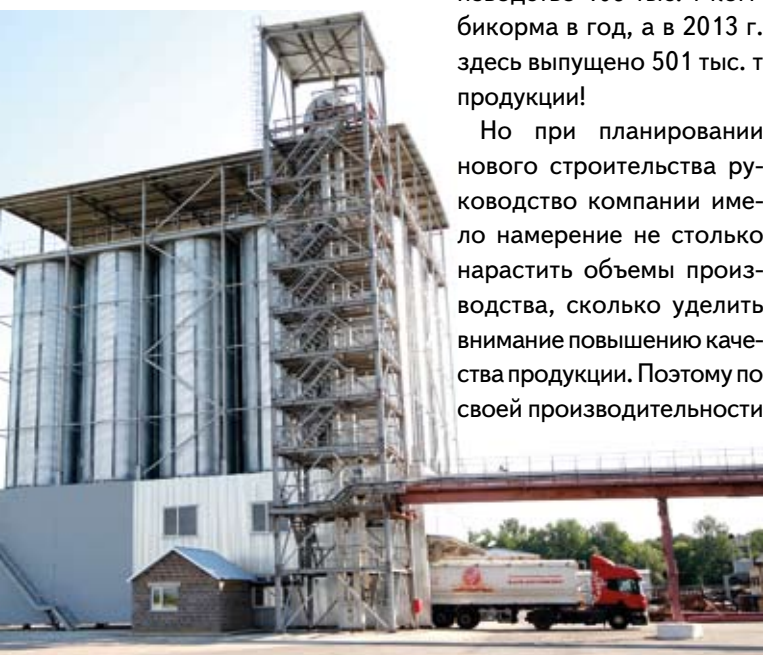 бикорма в год, а в 2013 г.
здесь выпущено 501 тыс. т
продукции!
Но при планировании
нового строительства ру-
ководство компании име-
ло намерение не столько
нарастить объемы произ-
водства, сколько уделить
внимание повышению каче-
ства продукции. Поэтому по
своей производительности